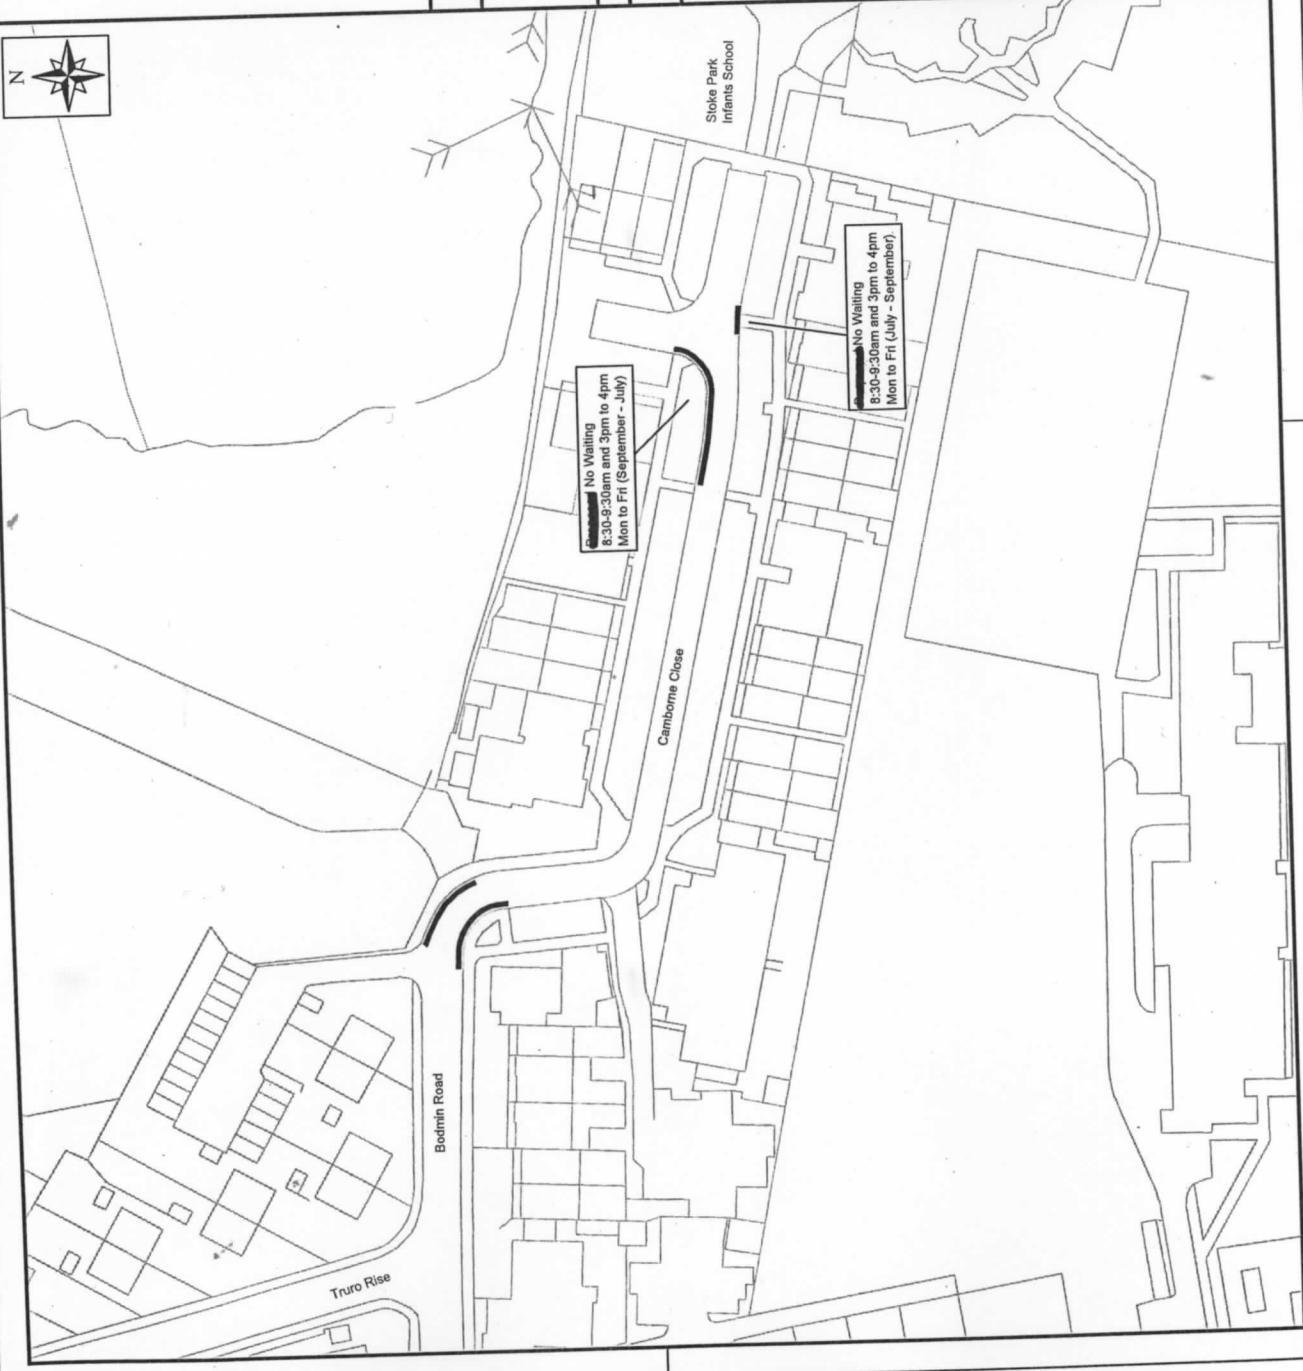 N
Stoke Park
Infants School
No Waiting
8:30-9:30am and 3pm to 4pm
Mon to Fri (September - July)
No Waiting
8:30-9:30am and 3pm to 4pm
Mon to Fri (July - September).
Camborne Close
Bodmin Road
Truro Rise